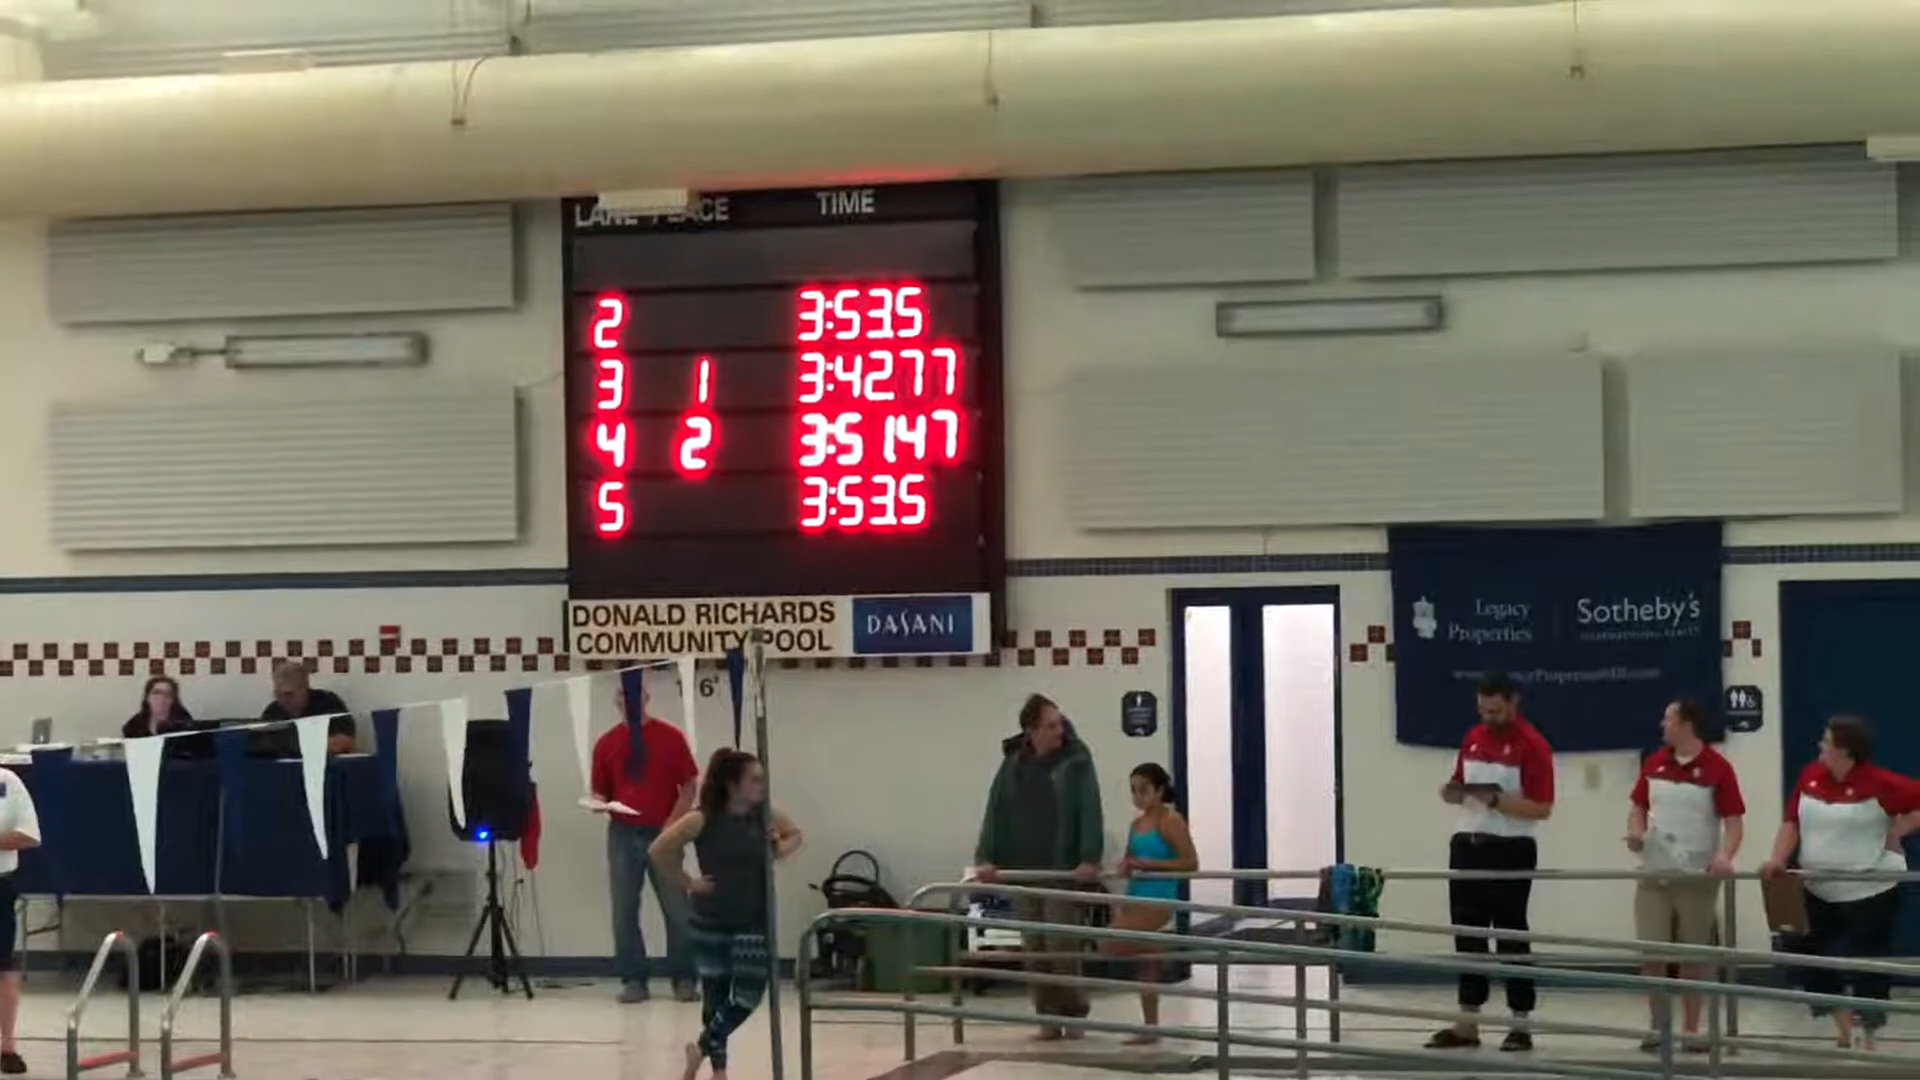 LANE PLACE TIME
2 3:53.5
3 1 3:42.77
4 2 3:51.47
5 3:53.5
DONALD RICHARDS
COMMUNITY POOL
DASANI
6'
Legacy
Properties
Sotheby's